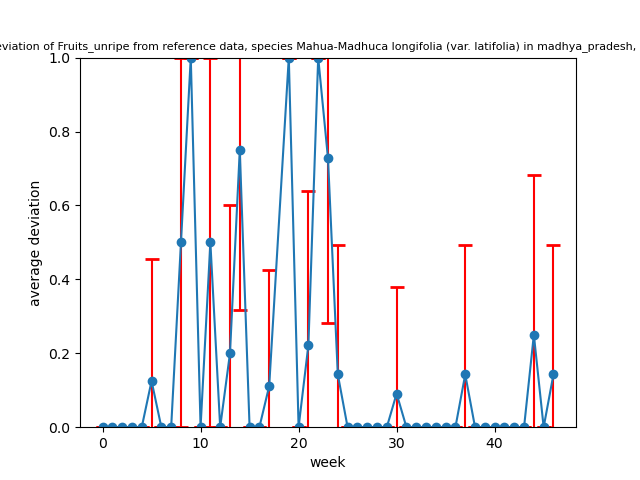 eviation of Fruits_unripe from reference data, species Mahua-Madhuca longifolia (var. latifolia) in madhya_pradesh,
1.0
0.8
0.6
0.4
0.2
0.0
average deviation
0 10 20 30 40
week